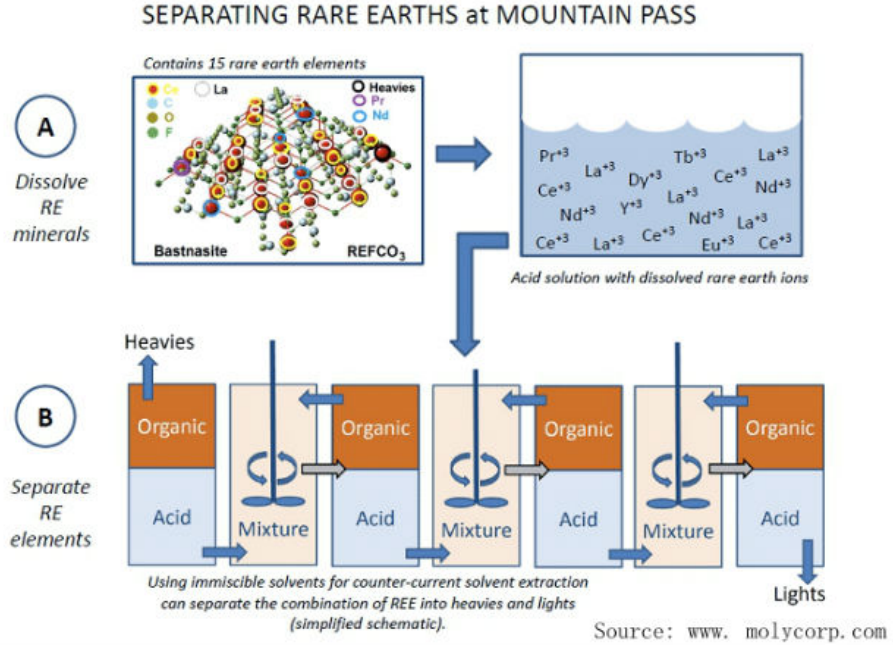 SEPARATING RARE EARTHS at MOUNTAIN PASS
A
Dissolve
RE
minerals
Contains 15 rare earth elements
Ce
La
C
O
F
Heavies
Pr
Nd
Bastnasite
REFCO₃
Pr⁺³
La⁺³
Tb⁺³
La⁺³
Ce⁺³
Dy⁺³
Ce⁺³
Nd⁺³
Nd⁺³
Y⁺³
La⁺³
Nd⁺³
La⁺³
Ce⁺³
La⁺³
Ce⁺³
Eu⁺³
Ce⁺³
Acid solution with dissolved rare earth ions
B
Separate
RE
elements
Heavies
Organic
Acid
Mixture
Organic
Acid
Mixture
Organic
Acid
Mixture
Organic
Acid
Lights
Using immiscible solvents for counter-current solvent extraction
can separate the combination of REE into heavies and lights
(simplified schematic).
Source: www. molycorp.com